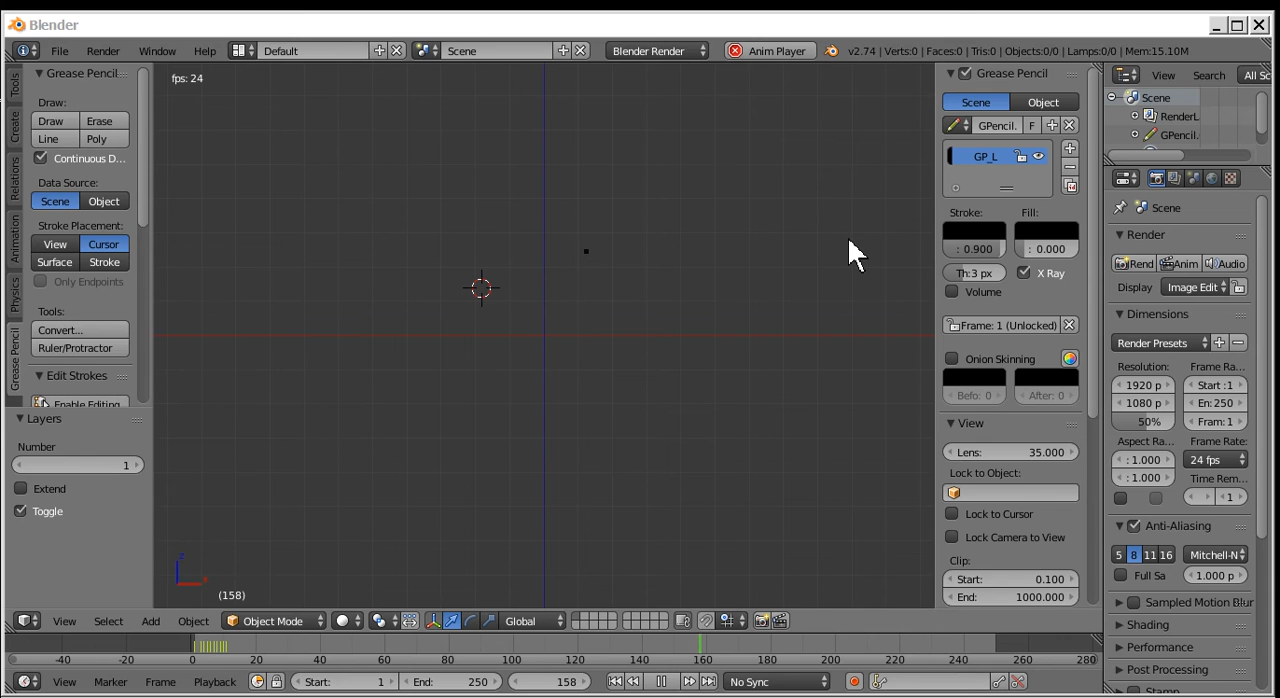 Blender
File Render Window Help Default Scene Blender Render Anim Player v2.74 | Verts:0 | Faces:0 | Tris:0 | Objects:0/0 | Lamps:0/0 | Mem:15.10M
Tools
Create
Relations
Animation
Physics
Grease Pencil
Grease Pencil
Draw:
Draw Erase
Line Poly
Continuous D...
Data Source:
Scene Object
Stroke Placement:
View Cursor
Surface Stroke
Only Endpoints
Tools:
Convert...
Ruler/Protractor
Edit Strokes
Enable Editing
Layers
Number
1
Extend
Toggle
fps: 24
z
(158)
Grease Pencil
Scene Object
GPencil. F
GP_L
Stroke: Fill:
: 0.900 : 0.000
Th:3 px X Ray
Volume
Frame: 1 (Unlocked)
Onion Skinning
Befo: 0 After: 0
View
Lens: 35.000
Lock to Object:
Lock to Cursor
Lock Camera to View
Clip:
Start: 0.100
End: 1000.000
View Search All Sc
Scene
RenderL
GPencil.
Scene
Render
Rend Anim Audio
Display Image Edit
Dimensions
Render Presets
Resolution: Frame Ra...
1920 p Start :1
1080 p En:250
50% Fram:1
Aspect Ra... Frame Rate:
: 1.000 24 fps
: 1.000 Time Rem...
1
Anti-Aliasing
5 8 11 16 Mitchell-N
Full Sa 1.000 p
Sampled Motion Blur
Shading
Performance
Post Processing
Stamp
View Select Add Object Object Mode Global
-40 -20 0 20 40 60 80 100 120 140 160 180 200 220 240 260 280
View Marker Frame Playback Start: 1 End: 250 158 No Sync